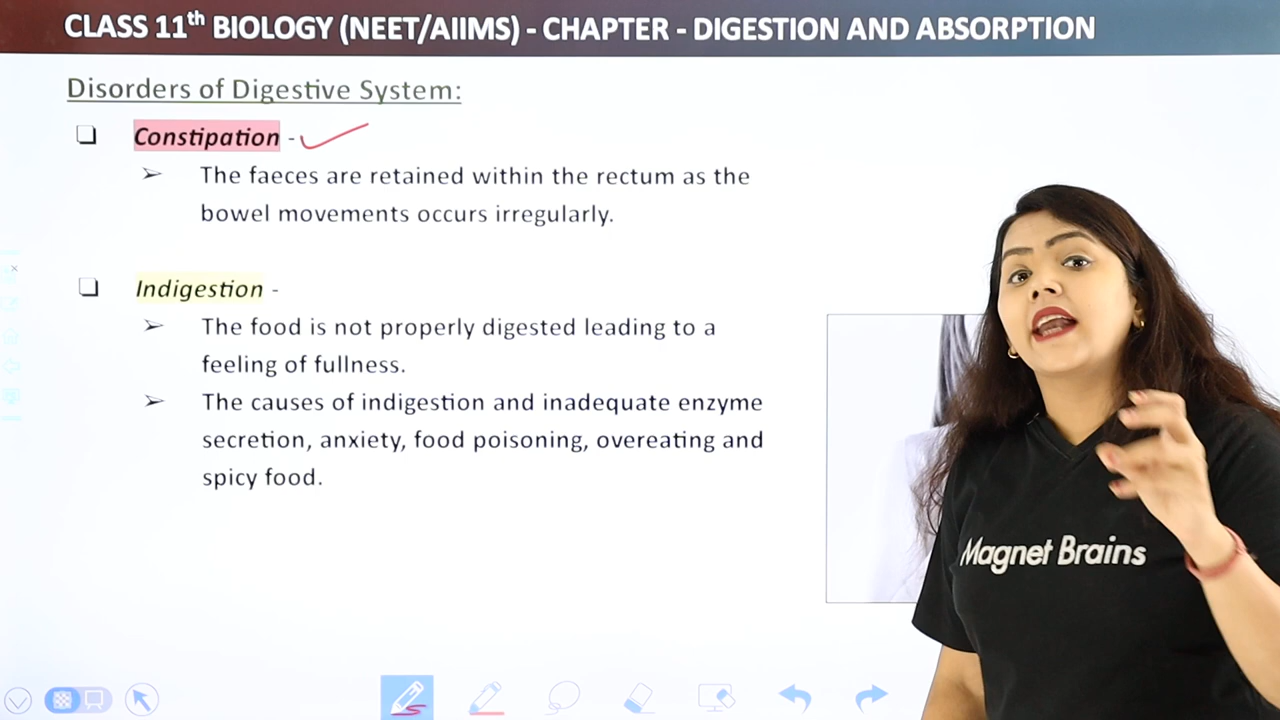 CLASS 11th BIOLOGY (NEET/AIIMS) - CHAPTER - DIGESTION AND ABSORPTION
Disorders of Digestive System:
Constipation -
The faeces are retained within the rectum as the
bowel movements occurs irregularly.
Indigestion -
The food is not properly digested leading to a
feeling of fullness.
The causes of indigestion and inadequate enzyme
secretion, anxiety, food poisoning, overeating and
spicy food.
Magnet Brains